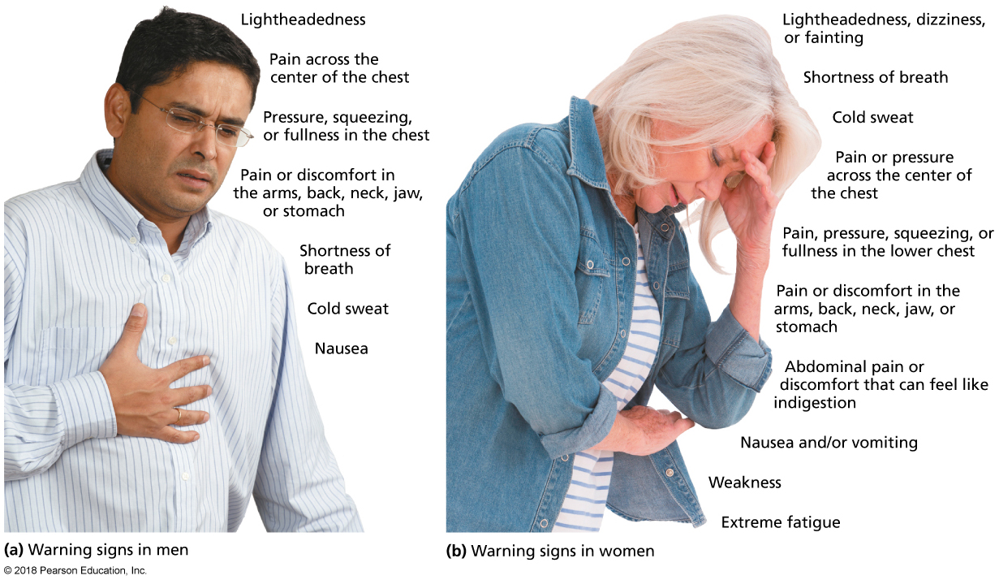 Lightheadedness
Pain across the
center of the chest
Pressure, squeezing,
or fullness in the chest
Pain or discomfort in
the arms, back, neck, jaw,
or stomach
Shortness of
breath
Cold sweat
Nausea
(a) Warning signs in men
© 2018 Pearson Education, Inc.
Lightheadedness, dizziness,
or fainting
Shortness of breath
Cold sweat
Pain or pressure
across the center of
the chest
Pain, pressure, squeezing, or
fullness in the lower chest
Pain or discomfort in the
arms, back, neck, jaw, or
stomach
Abdominal pain or
discomfort that can feel like
indigestion
Nausea and/or vomiting
Weakness
Extreme fatigue
(b) Warning signs in women